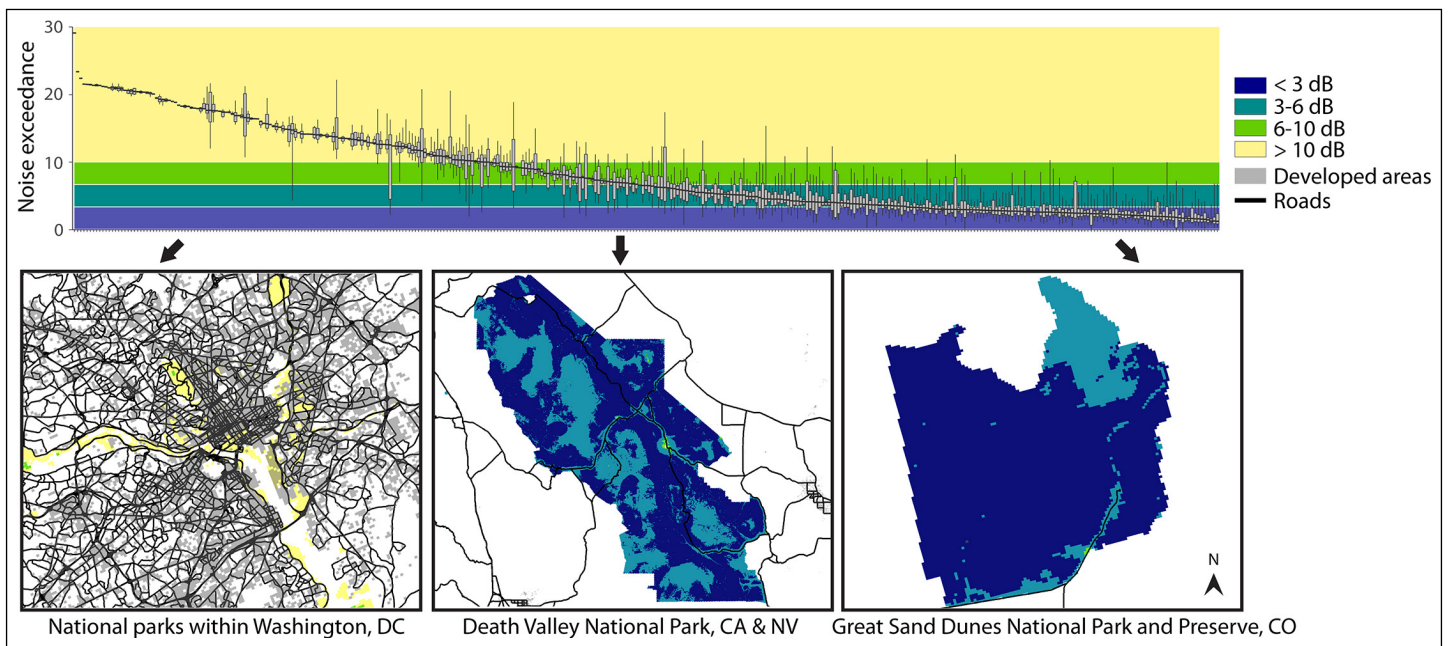 Noise exceedance
30
20
10
0
< 3 dB
3-6 dB
6-10 dB
> 10 dB
Developed areas
Roads
N
National parks within Washington, DC
Death Valley National Park, CA & NV
Great Sand Dunes National Park and Preserve, CO